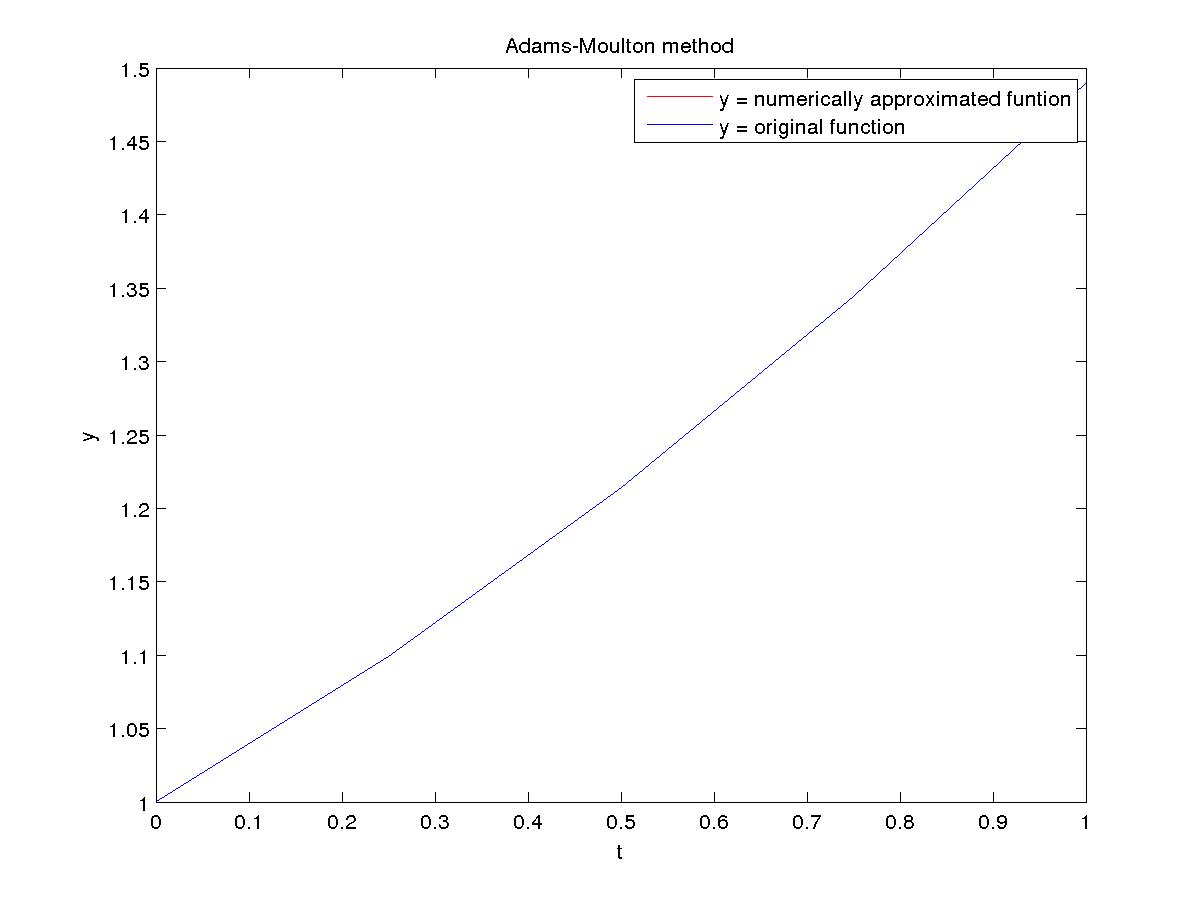 Adams-Moulton method
1.5
1.45
1.4
1.35
1.3
1.25
1.2
1.15
1.1
1.05
1
y
y = numerically approximated funtion
y = original function
0 0.1 0.2 0.3 0.4 0.5 0.6 0.7 0.8 0.9 1
t